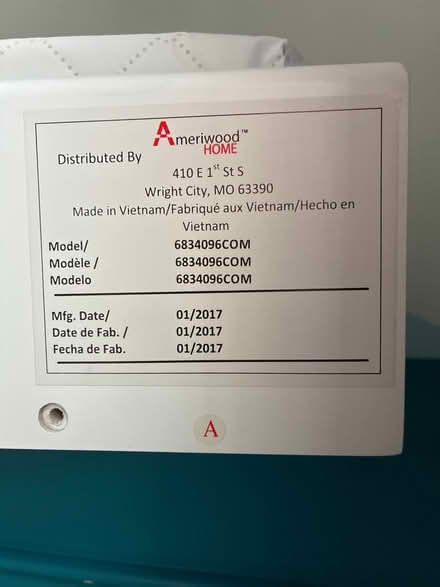 Distributed By Ameriwood™
HOME
410 E 1st St S
Wright City, MO 63390
Made in Vietnam/Fabriqué aux Vietnam/Hecho en
Vietnam
Model/ 6834096COM
Modèle / 6834096COM
Modelo 6834096COM
Mfg. Date/ 01/2017
Date de Fab. / 01/2017
Fecha de Fab. 01/2017
A